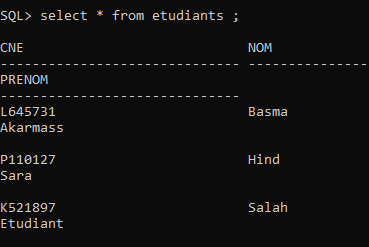 SQL> select * from etudiants ;
CNE NOM
------------------------------ ---------------
PRENOM
------------------------------
L645731 Basma
Akarmass
P110127 Hind
Sara
K521897 Salah
Etudiant